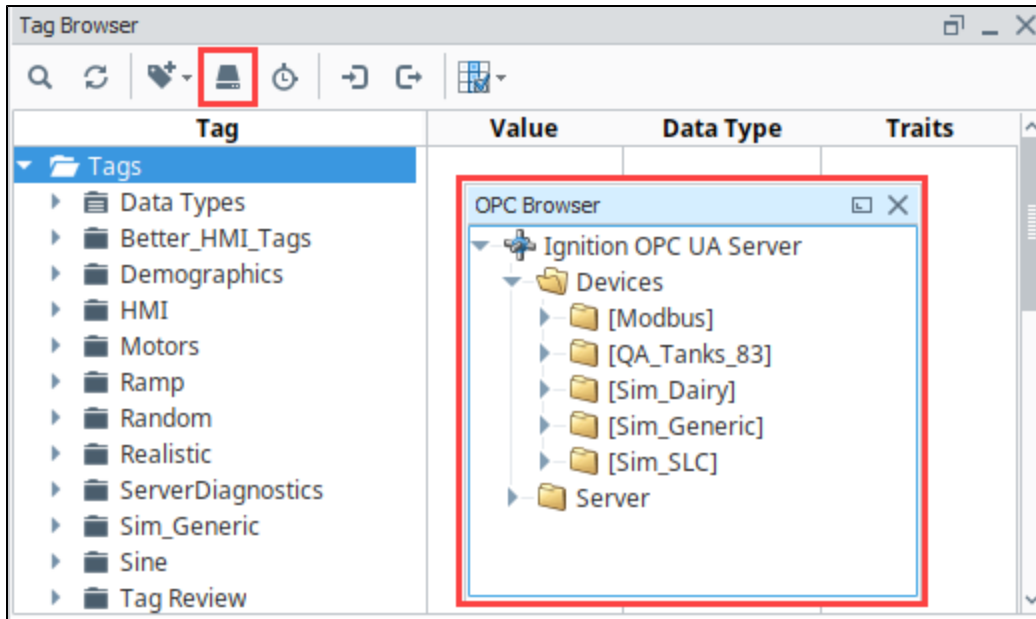 Tag Browser
Tag Value Data Type Traits
Tags
Data Types
Better_HMI_Tags
Demographics
HMI
Motors
Ramp
Random
Realistic
ServerDiagnostics
Sim_Generic
Sine
Tag Review
OPC Browser
Ignition OPC UA Server
Devices
[Modbus]
[QA_Tanks_83]
[Sim_Dairy]
[Sim_Generic]
[Sim_SLC]
Server